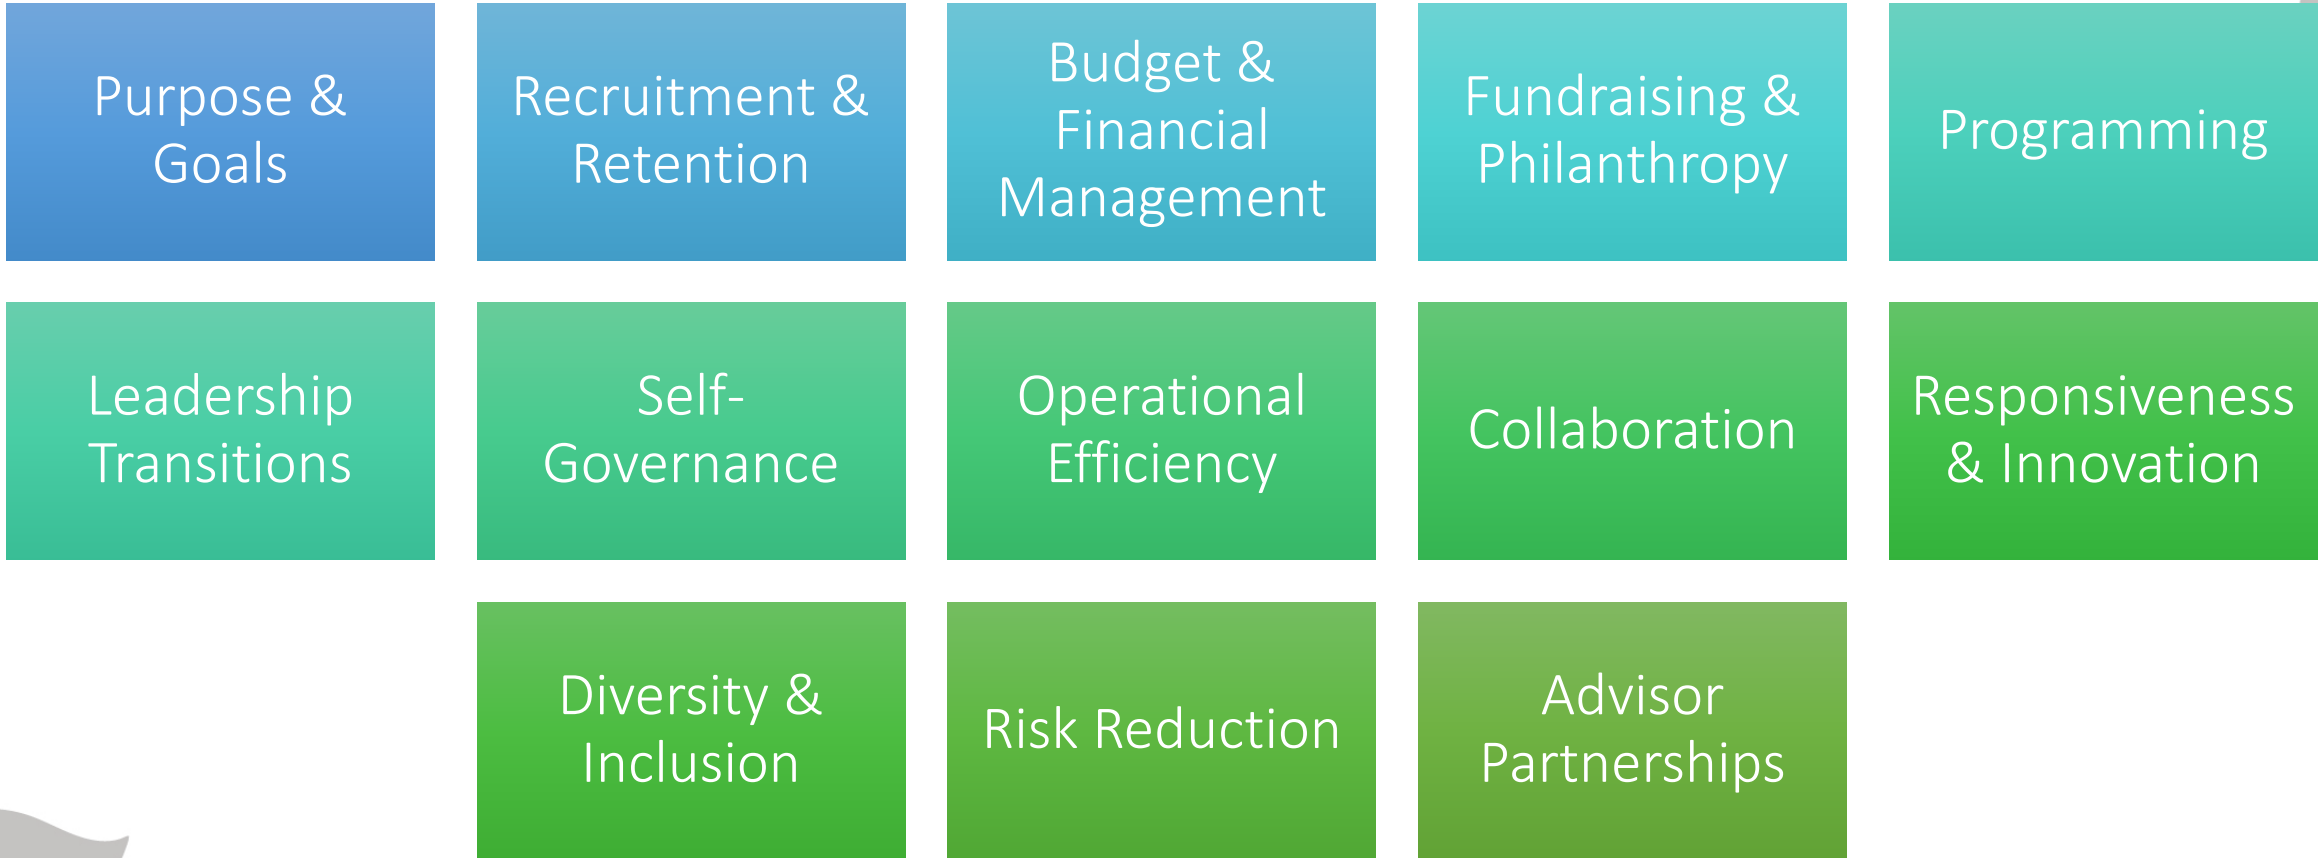 Purpose &
Goals
Recruitment &
Retention
Budget &
Financial
Management
Fundraising &
Philanthropy
Programming
Leadership
Transitions
Self-
Governance
Operational
Efficiency
Collaboration
Responsiveness
& Innovation
Diversity &
Inclusion
Risk Reduction
Advisor
Partnerships